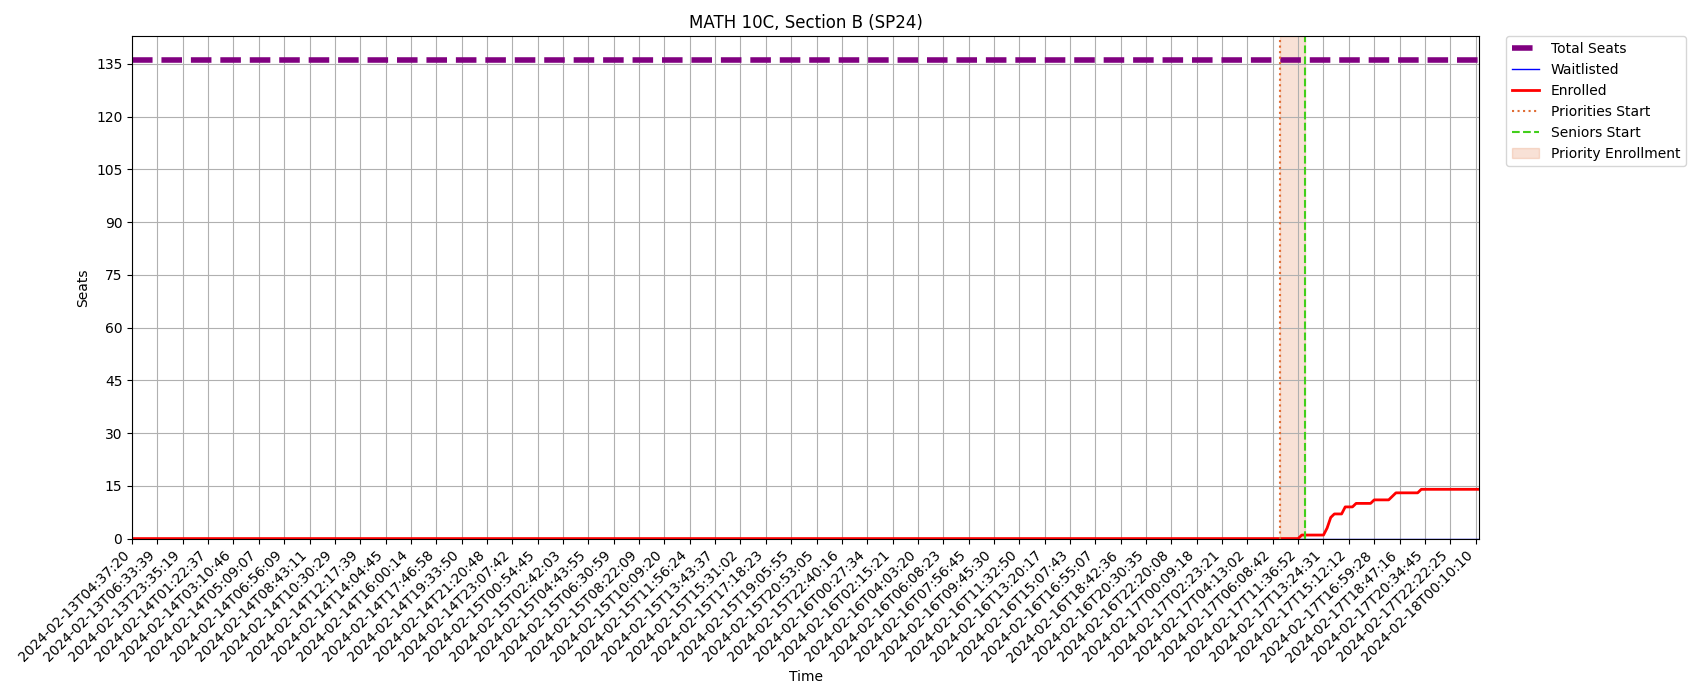 MATH 10C, Section B (SP24)
Total Seats
Waitlisted
Enrolled
Priorities Start
Seniors Start
Priority Enrollment
Seats
135
120
105
90
75
60
45
30
15
0
2024-02-13T04:37:20
2024-02-13T06:33:39
2024-02-13T23:35:19
2024-02-14T01:22:37
2024-02-14T03:10:46
2024-02-14T05:09:07
2024-02-14T06:56:09
2024-02-14T08:43:11
2024-02-14T10:30:29
2024-02-14T12:17:39
2024-02-14T14:04:45
2024-02-14T16:00:14
2024-02-14T17:46:58
2024-02-14T19:33:50
2024-02-14T21:20:48
2024-02-14T23:07:42
2024-02-15T00:54:45
2024-02-15T02:42:03
2024-02-15T04:43:55
2024-02-15T06:30:59
2024-02-15T08:22:09
2024-02-15T10:09:20
2024-02-15T11:56:24
2024-02-15T13:43:37
2024-02-15T15:31:02
2024-02-15T17:18:23
2024-02-15T19:05:55
2024-02-15T20:53:05
2024-02-15T22:40:16
2024-02-16T00:27:34
2024-02-16T02:15:21
2024-02-16T04:03:20
2024-02-16T06:08:23
2024-02-16T07:56:45
2024-02-16T09:45:30
2024-02-16T11:32:50
2024-02-16T13:20:17
2024-02-16T15:07:43
2024-02-16T16:55:07
2024-02-16T18:42:36
2024-02-16T20:30:35
2024-02-16T22:20:08
2024-02-17T00:09:18
2024-02-17T02:23:21
2024-02-17T04:13:02
2024-02-17T06:08:42
2024-02-17T11:36:52
2024-02-17T13:24:31
2024-02-17T15:12:12
2024-02-17T16:59:28
2024-02-17T18:47:16
2024-02-17T20:34:45
2024-02-17T22:22:25
2024-02-18T00:10:10
Time